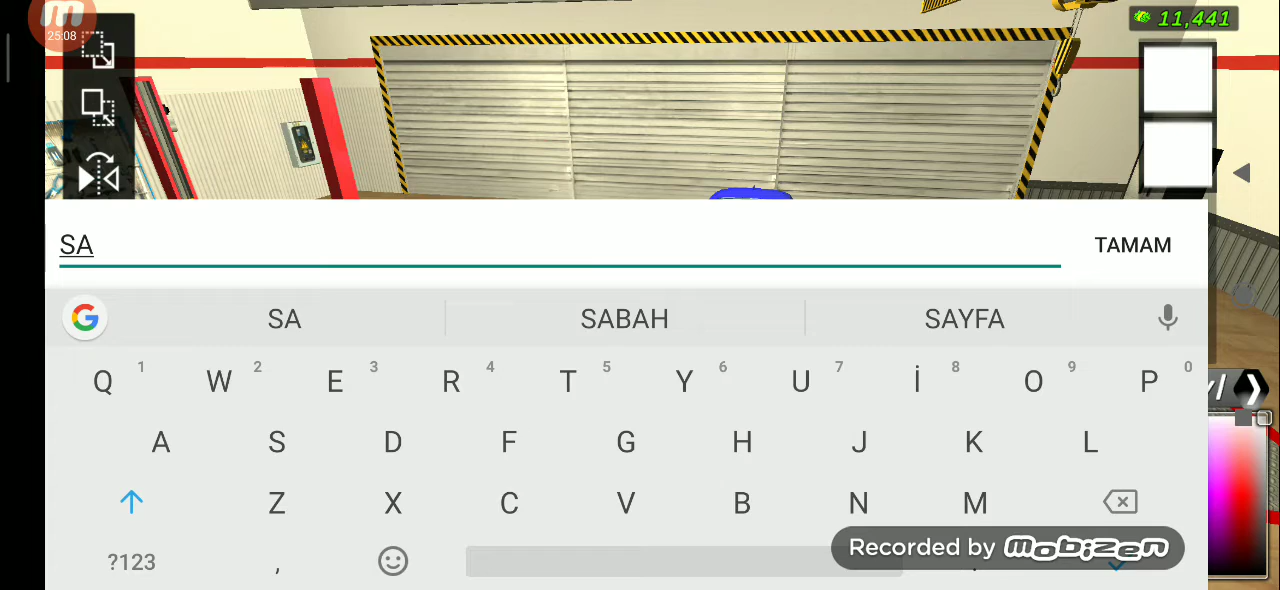 25:08
11,441
SA
TAMAM
SA SABAH SAYFA
Q 1 W 2 E 3 R 4 T 5 Y 6 U 7 İ 8 O 9 P 0
A S D F G H J K L
Z X C V B N M
?123 , .
Recorded by mobizen